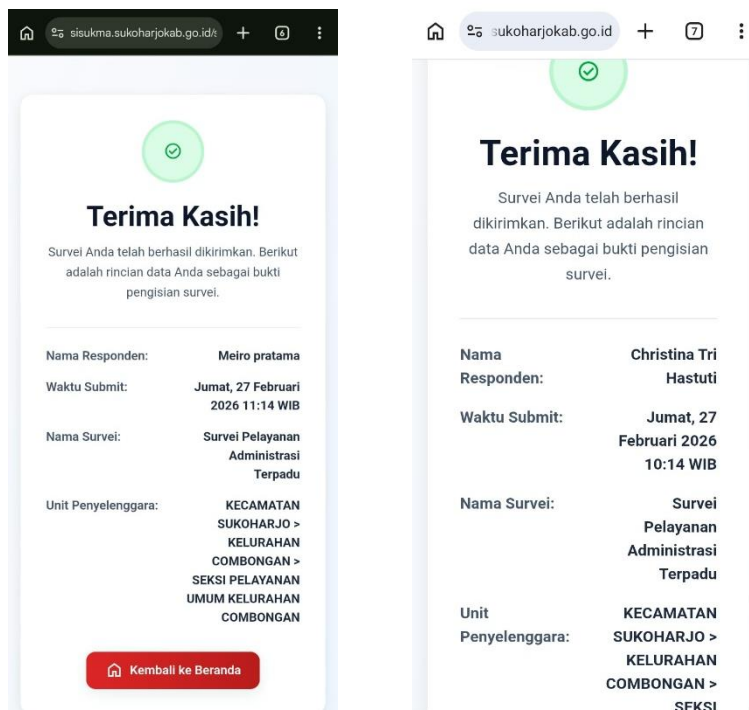 sisukma.sukoharjokab.go.id/s
6
Terima Kasih!
Survei Anda telah berhasil dikirimkan. Berikut
adalah rincian data Anda sebagai bukti
pengisian survei.
Nama Responden: Meiro pratama
Waktu Submit: Jumat, 27 Februari
2026 11:14 WIB
Nama Survei: Survei Pelayanan
Administrasi
Terpadu
Unit Penyelenggara: KECAMATAN
SUKOHARJO >
KELURAHAN
COMBONGAN >
SEKSI PELAYANAN
UMUM KELURAHAN
COMBONGAN
Kembali ke Beranda
sukoharjokab.go.id
7
Terima Kasih!
Survei Anda telah berhasil
dikirimkan. Berikut adalah rincian
data Anda sebagai bukti pengisian
survei.
Nama Christina Tri
Responden: Hastuti
Waktu Submit: Jumat, 27
Februari 2026
10:14 WIB
Nama Survei: Survei
Pelayanan
Administrasi
Terpadu
Unit KECAMATAN
Penyelenggara: SUKOHARJO >
KELURAHAN
COMBONGAN >
SEKSI